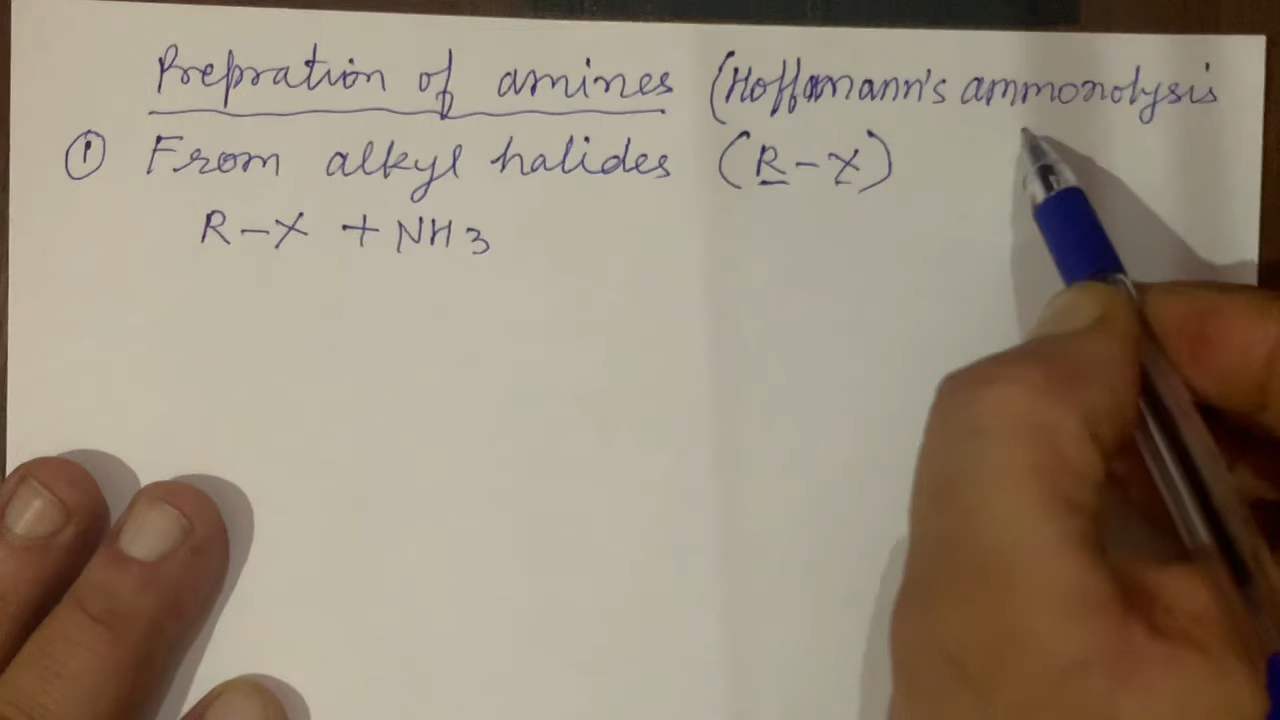 Prepration of amines (Hoffmann's ammonolysis
① From alkyl halides (R-X)
R-X + NH3